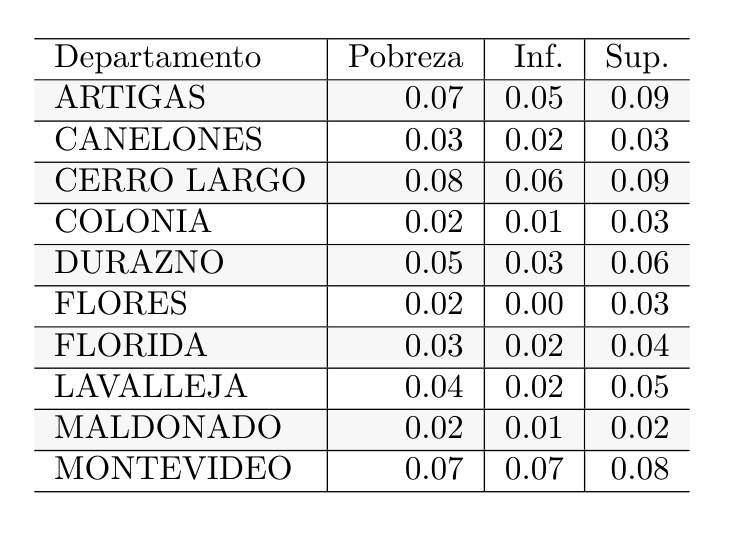 Departamento Pobreza Inf. Sup.
ARTIGAS 0.07 0.05 0.09
CANELONES 0.03 0.02 0.03
CERRO LARGO 0.08 0.06 0.09
COLONIA 0.02 0.01 0.03
DURAZNO 0.05 0.03 0.06
FLORES 0.02 0.00 0.03
FLORIDA 0.03 0.02 0.04
LAVALLEJA 0.04 0.02 0.05
MALDONADO 0.02 0.01 0.02
MONTEVIDEO 0.07 0.07 0.08